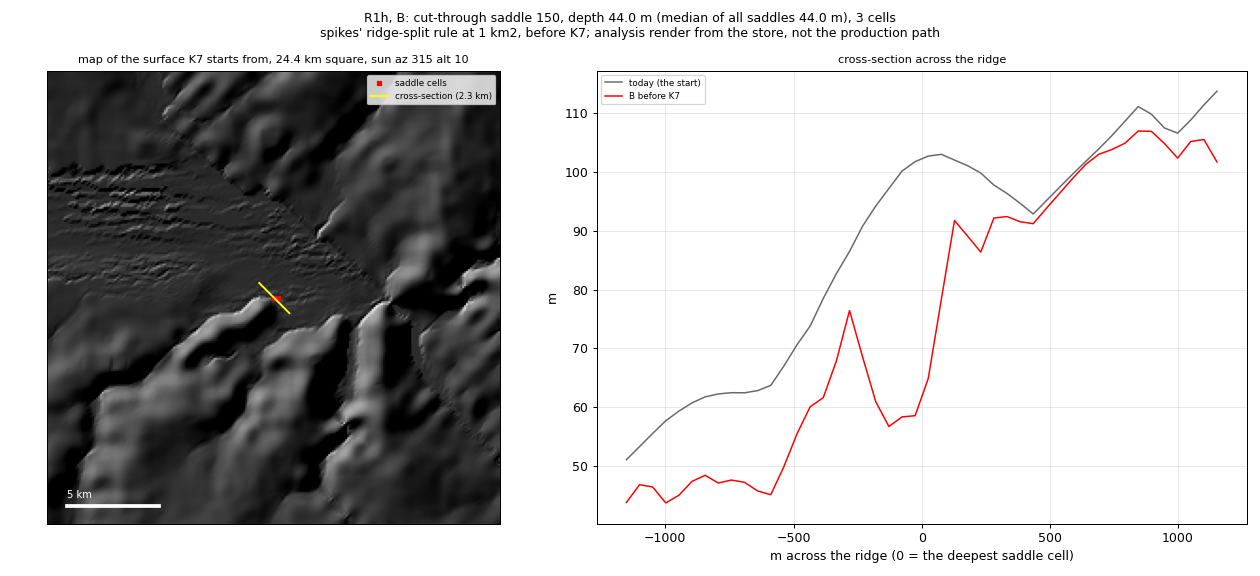 R1h, B: cut-through saddle 150, depth 44.0 m (median of all saddles 44.0 m), 3 cells
spikes' ridge-split rule at 1 km2, before K7; analysis render from the store, not the production path
map of the surface K7 starts from, 24.4 km square, sun az 315 alt 10
saddle cells
cross-section (2.3 km)
5 km
cross-section across the ridge
today (the start)
B before K7
110
100
90
80
70
60
50
m
−1000
−500
0
500
1000
m across the ridge (0 = the deepest saddle cell)